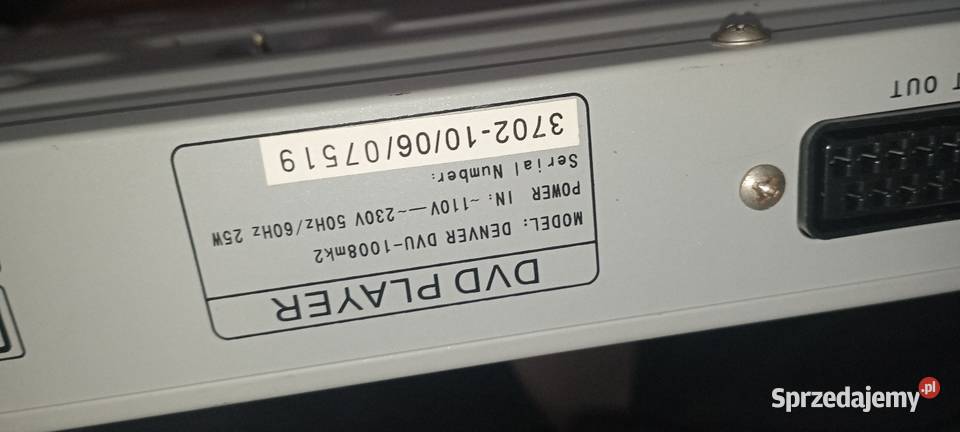 DVD PLAYER
MODEL: DENVER DVU-1008mk2
POWER IN: ~110V—~230V 50Hz/60Hz 25W
Serial Number:
3702-10/06/07519
T OUT
Sprzedajemy.pl